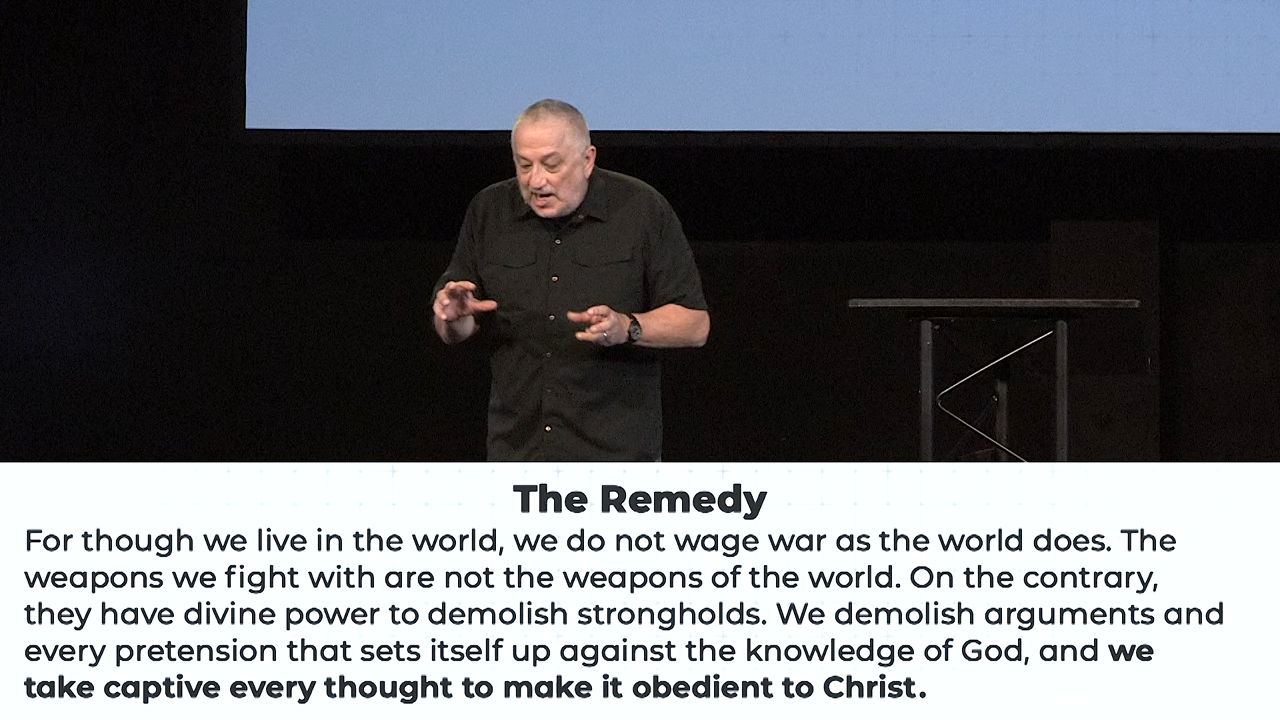 The Remedy
For though we live in the world, we do not wage war as the world does. The
weapons we fight with are not the weapons of the world. On the contrary,
they have divine power to demolish strongholds. We demolish arguments and
every pretension that sets itself up against the knowledge of God, and we
take captive every thought to make it obedient to Christ.